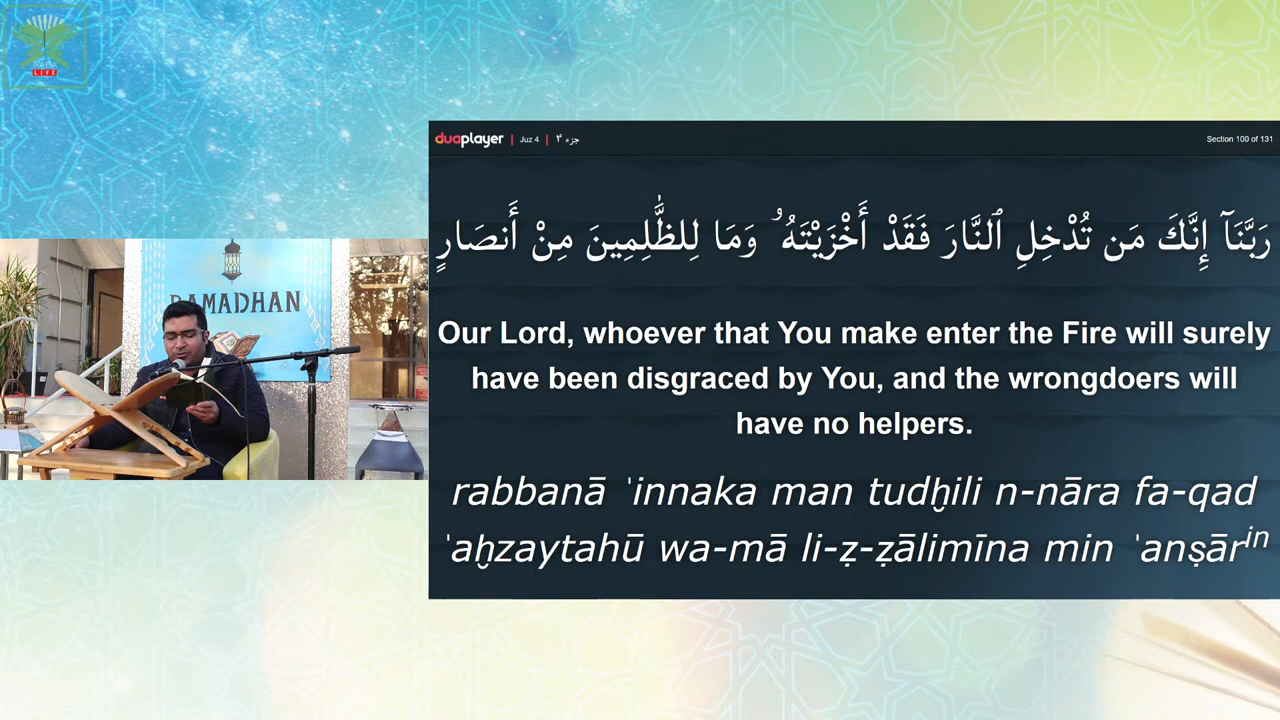 LIVE
duaplayer | Juz 4 | جزء ۴
Section 100 of 131
رَبَّنَآ إِنَّكَ مَن تُدْخِلِ ٱلنَّارَ فَقَدْ أَخْزَيْتَهُۥ ۖ وَمَا لِلظَّٰلِمِينَ مِنْ أَنصَارٍ
RAMADHAN
Our Lord, whoever that You make enter the Fire will surely
have been disgraced by You, and the wrongdoers will
have no helpers.
rabbanā ʾinnaka man tudḫili n-nāra fa-qad
ʾaḫzaytahū wa-mā li-ẓ-ẓālimīna min ʾanṣārⁱⁿ